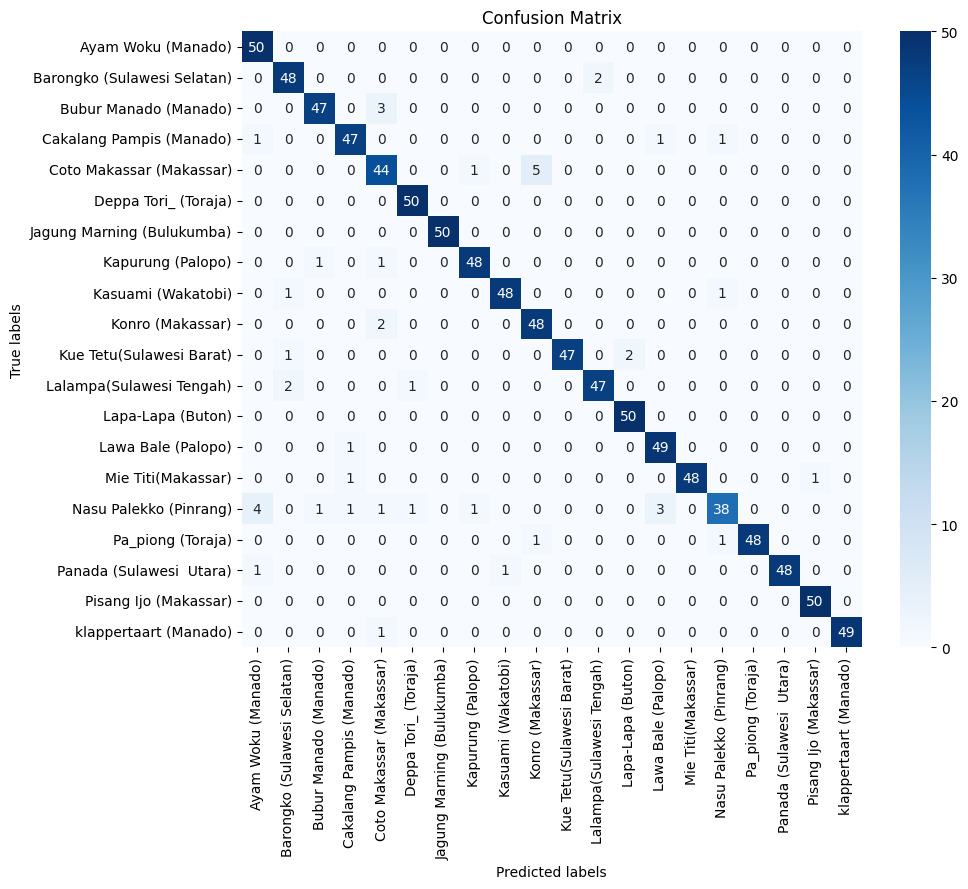 Confusion Matrix
True labels
Ayam Woku (Manado) 50 0 0 0 0 0 0 0 0 0 0 0 0 0 0 0 0 0 0 0
Barongko (Sulawesi Selatan) 0 48 0 0 0 0 0 0 0 0 0 2 0 0 0 0 0 0 0 0
Bubur Manado (Manado) 0 0 47 0 3 0 0 0 0 0 0 0 0 0 0 0 0 0 0 0
Cakalang Pampis (Manado) 1 0 0 47 0 0 0 0 0 0 0 0 0 1 0 1 0 0 0 0
Coto Makassar (Makassar) 0 0 0 0 44 0 0 1 0 5 0 0 0 0 0 0 0 0 0 0
Deppa Tori_ (Toraja) 0 0 0 0 0 50 0 0 0 0 0 0 0 0 0 0 0 0 0 0
Jagung Marning (Bulukumba) 0 0 0 0 0 0 50 0 0 0 0 0 0 0 0 0 0 0 0 0
Kapurung (Palopo) 0 0 1 0 1 0 0 48 0 0 0 0 0 0 0 0 0 0 0 0
Kasuami (Wakatobi) 0 1 0 0 0 0 0 0 48 0 0 0 0 0 0 1 0 0 0 0
Konro (Makassar) 0 0 0 0 2 0 0 0 0 48 0 0 0 0 0 0 0 0 0 0
Kue Tetu(Sulawesi Barat) 0 1 0 0 0 0 0 0 0 0 47 0 2 0 0 0 0 0 0 0
Lalampa(Sulawesi Tengah) 0 2 0 0 0 1 0 0 0 0 0 47 0 0 0 0 0 0 0 0
Lapa-Lapa (Buton) 0 0 0 0 0 0 0 0 0 0 0 0 50 0 0 0 0 0 0 0
Lawa Bale (Palopo) 0 0 0 1 0 0 0 0 0 0 0 0 0 49 0 0 0 0 0 0
Mie Titi(Makassar) 0 0 0 1 0 0 0 0 0 0 0 0 0 0 48 0 0 0 1 0
Nasu Palekko (Pinrang) 4 0 1 1 1 1 0 1 0 0 0 0 0 3 0 38 0 0 0 0
Pa_piong (Toraja) 0 0 0 0 0 0 0 0 0 1 0 0 0 0 0 1 48 0 0 0
Panada (Sulawesi  Utara) 1 0 0 0 0 0 0 0 1 0 0 0 0 0 0 0 0 48 0 0
Pisang Ijo (Makassar) 0 0 0 0 0 0 0 0 0 0 0 0 0 0 0 0 0 0 50 0
klappertaart (Manado) 0 0 0 0 1 0 0 0 0 0 0 0 0 0 0 0 0 0 0 49
Ayam Woku (Manado)
Barongko (Sulawesi Selatan)
Bubur Manado (Manado)
Cakalang Pampis (Manado)
Coto Makassar (Makassar)
Deppa Tori_ (Toraja)
Jagung Marning (Bulukumba)
Kapurung (Palopo)
Kasuami (Wakatobi)
Konro (Makassar)
Kue Tetu(Sulawesi Barat)
Lalampa(Sulawesi Tengah)
Lapa-Lapa (Buton)
Lawa Bale (Palopo)
Mie Titi(Makassar)
Nasu Palekko (Pinrang)
Pa_piong (Toraja)
Panada (Sulawesi  Utara)
Pisang Ijo (Makassar)
klappertaart (Manado)
Predicted labels
50
40
30
20
10
0